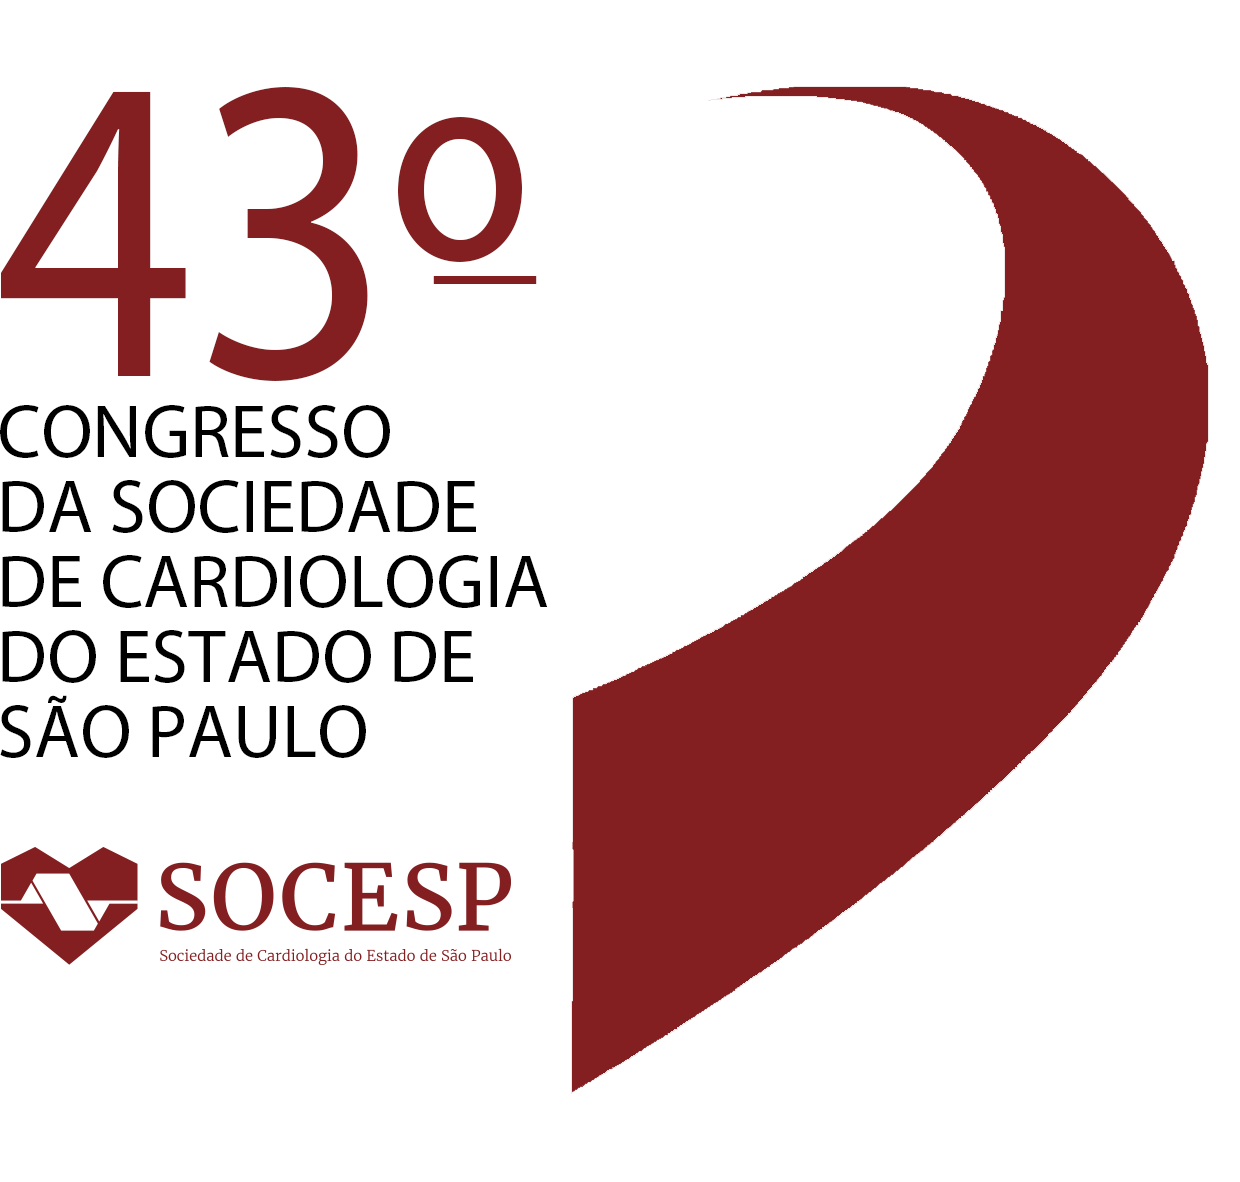 43º
CONGRESSO
DA SOCIEDADE
DE CARDIOLOGIA
DO ESTADO DE
SÃO PAULO
SOCESP
Sociedade de Cardiologia do Estado de São Paulo